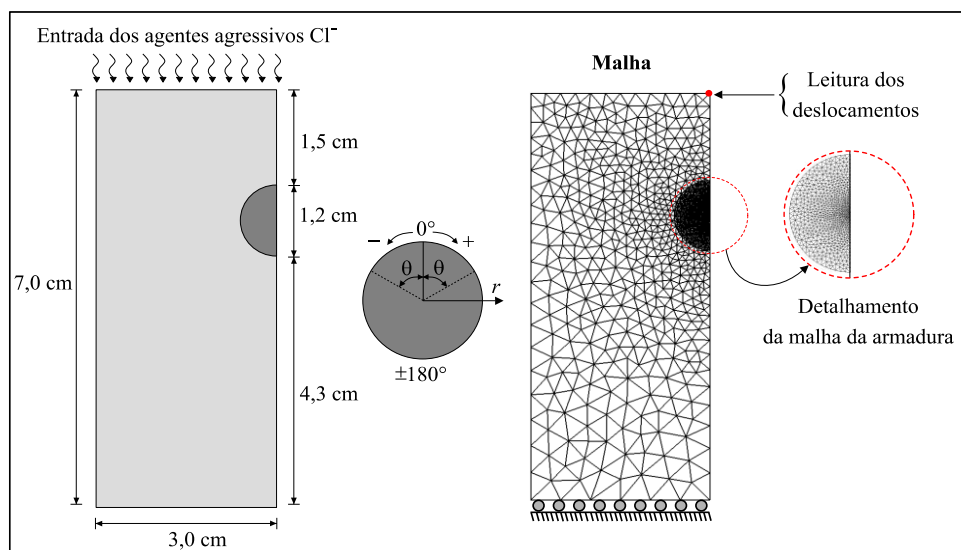 Entrada dos agentes agressivos Cl⁻
1,5 cm
1,2 cm
7,0 cm
4,3 cm
3,0 cm
− 0° +
θ θ
r
±180°
Malha
Leitura dos
deslocamentos
Detalhamento
da malha da armadura